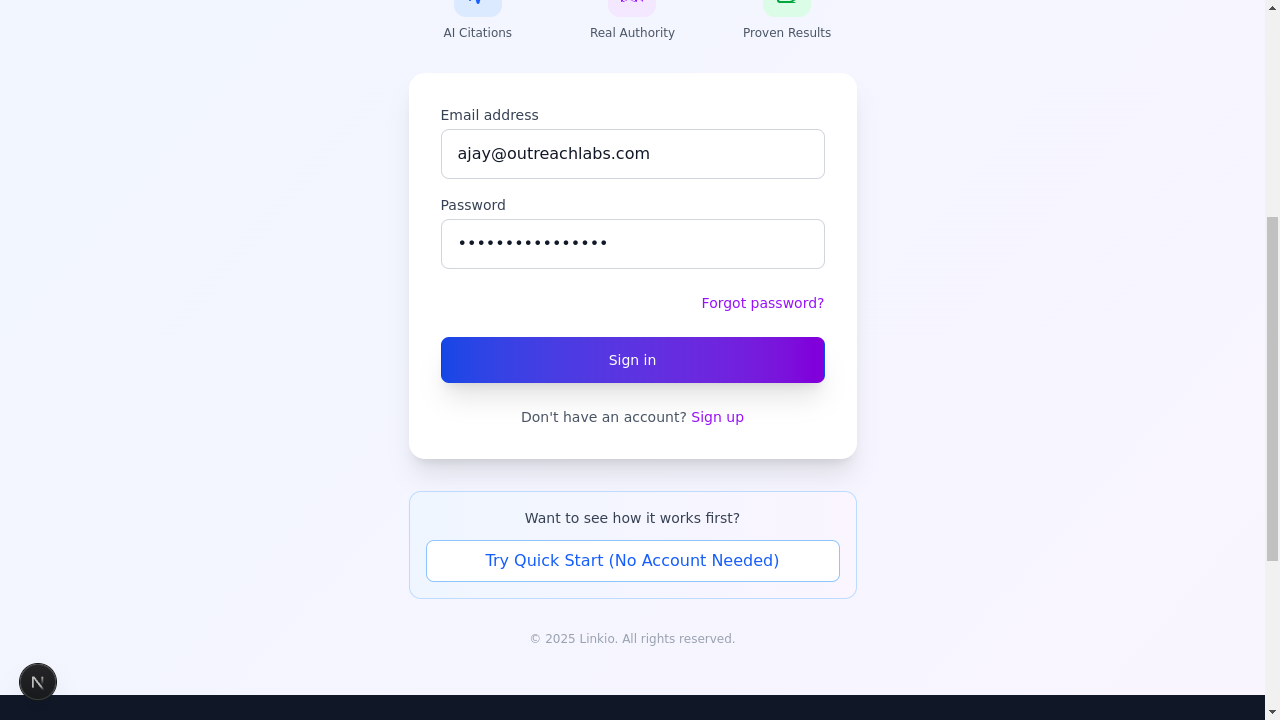 AI Citations
Real Authority
Proven Results
Email address
ajay@outreachlabs.com
Password
••••••••••••••••
Forgot password?
Sign in
Don't have an account? Sign up
Want to see how it works first?
Try Quick Start (No Account Needed)
© 2025 Linkio. All rights reserved.
N